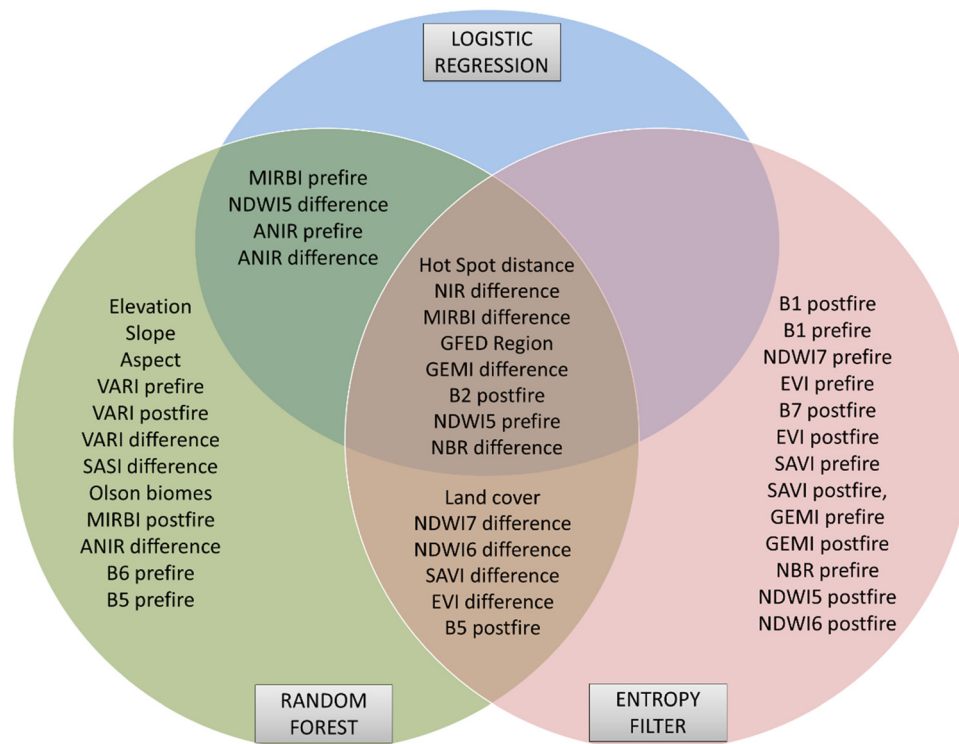 LOGISTIC
REGRESSION
MIRBI prefire
NDWI5 difference
ANIR prefire
ANIR difference
Hot Spot distance
NIR difference
MIRBI difference
GFED Region
GEMI difference
B2 postfire
NDWI5 prefire
NBR difference
Elevation
Slope
Aspect
VARI prefire
VARI postfire
VARI difference
SASI difference
Olson biomes
MIRBI postfire
ANIR difference
B6 prefire
B5 prefire
Land cover
NDWI7 difference
NDWI6 difference
SAVI difference
EVI difference
B5 postfire
B1 postfire
B1 prefire
NDWI7 prefire
EVI prefire
B7 postfire
EVI postfire
SAVI prefire
SAVI postfire,
GEMI prefire
GEMI postfire
NBR prefire
NDWI5 postfire
NDWI6 postfire
RANDOM
FOREST
ENTROPY
FILTER